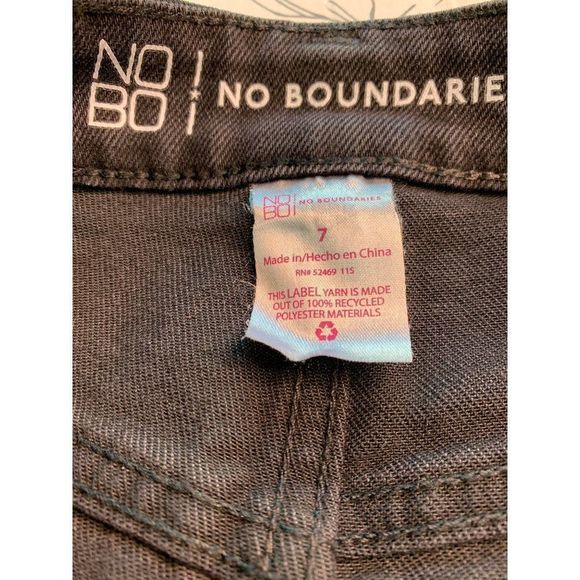 NO
BO
NO BOUNDARIE
NO
BO
NO BOUNDARIES
7
Made in/Hecho en China
RN# 52469 11S
THIS LABEL YARN IS MADE
OUT OF 100% RECYCLED
POLYESTER MATERIALS